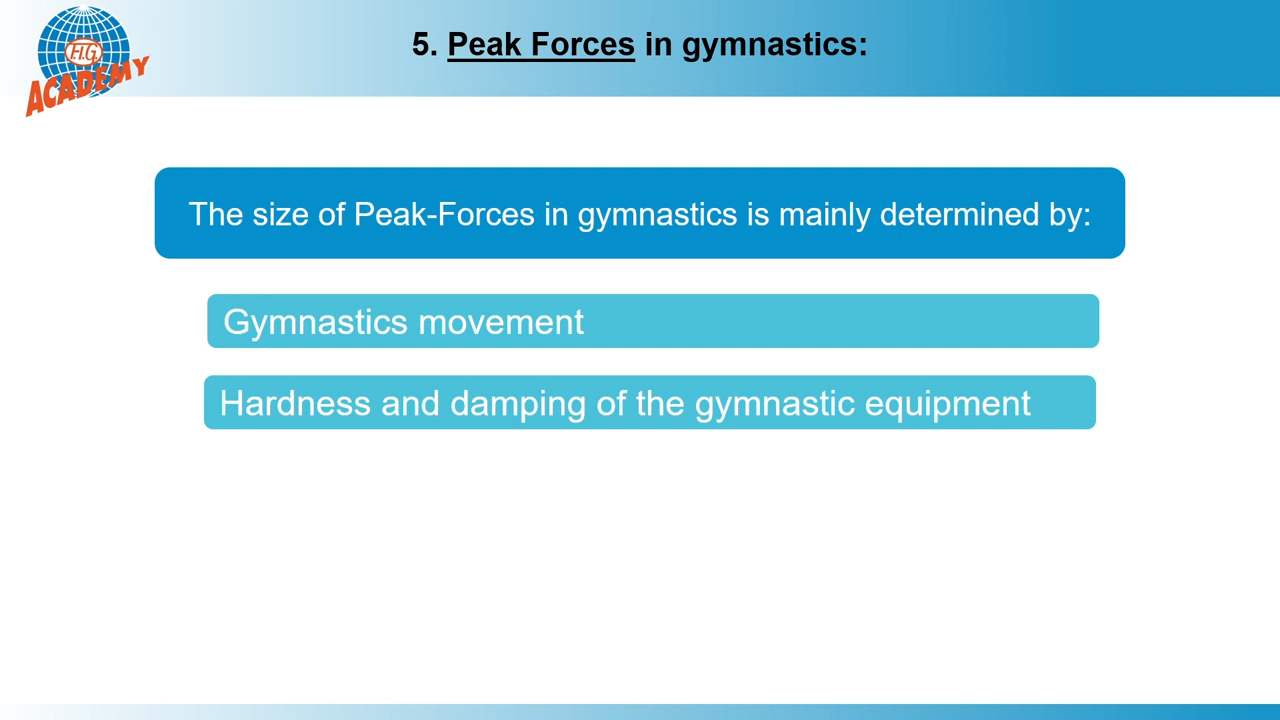 F.I.G.
ACADEMY
5. Peak Forces in gymnastics:
The size of Peak-Forces in gymnastics is mainly determined by:
Gymnastics movement
Hardness and damping of the gymnastic equipment